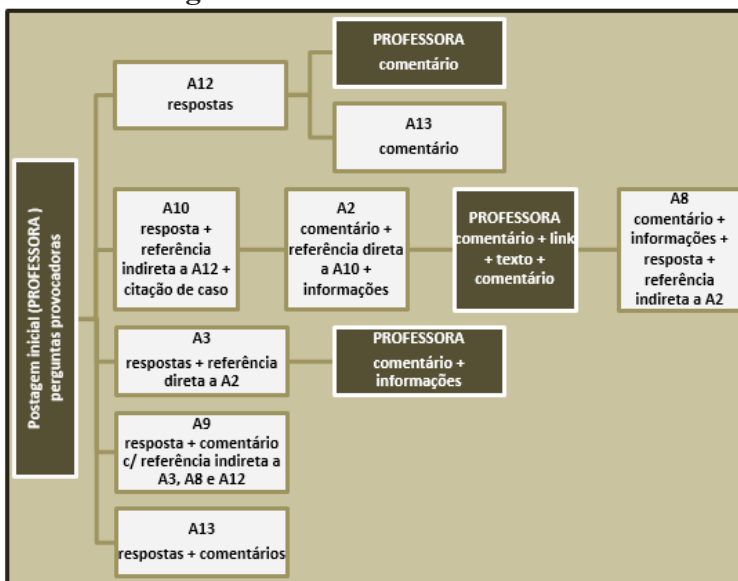 Postagem inicial (PROFESSORA )
perguntas provocadoras
A12
respostas
PROFESSORA
comentário
A13
comentário
A10
resposta +
referência
indireta a A12 +
citação de caso
A2
comentário +
referência direta
a A10 +
informações
PROFESSORA
comentário + link
+ texto +
comentário
A8
comentário +
informações +
resposta +
referência
indireta a A2
A3
respostas + referência
direta a A2
PROFESSORA
comentário +
informações
A9
resposta + comentário
c/ referência indireta a
A3, A8 e A12
A13
respostas + comentários